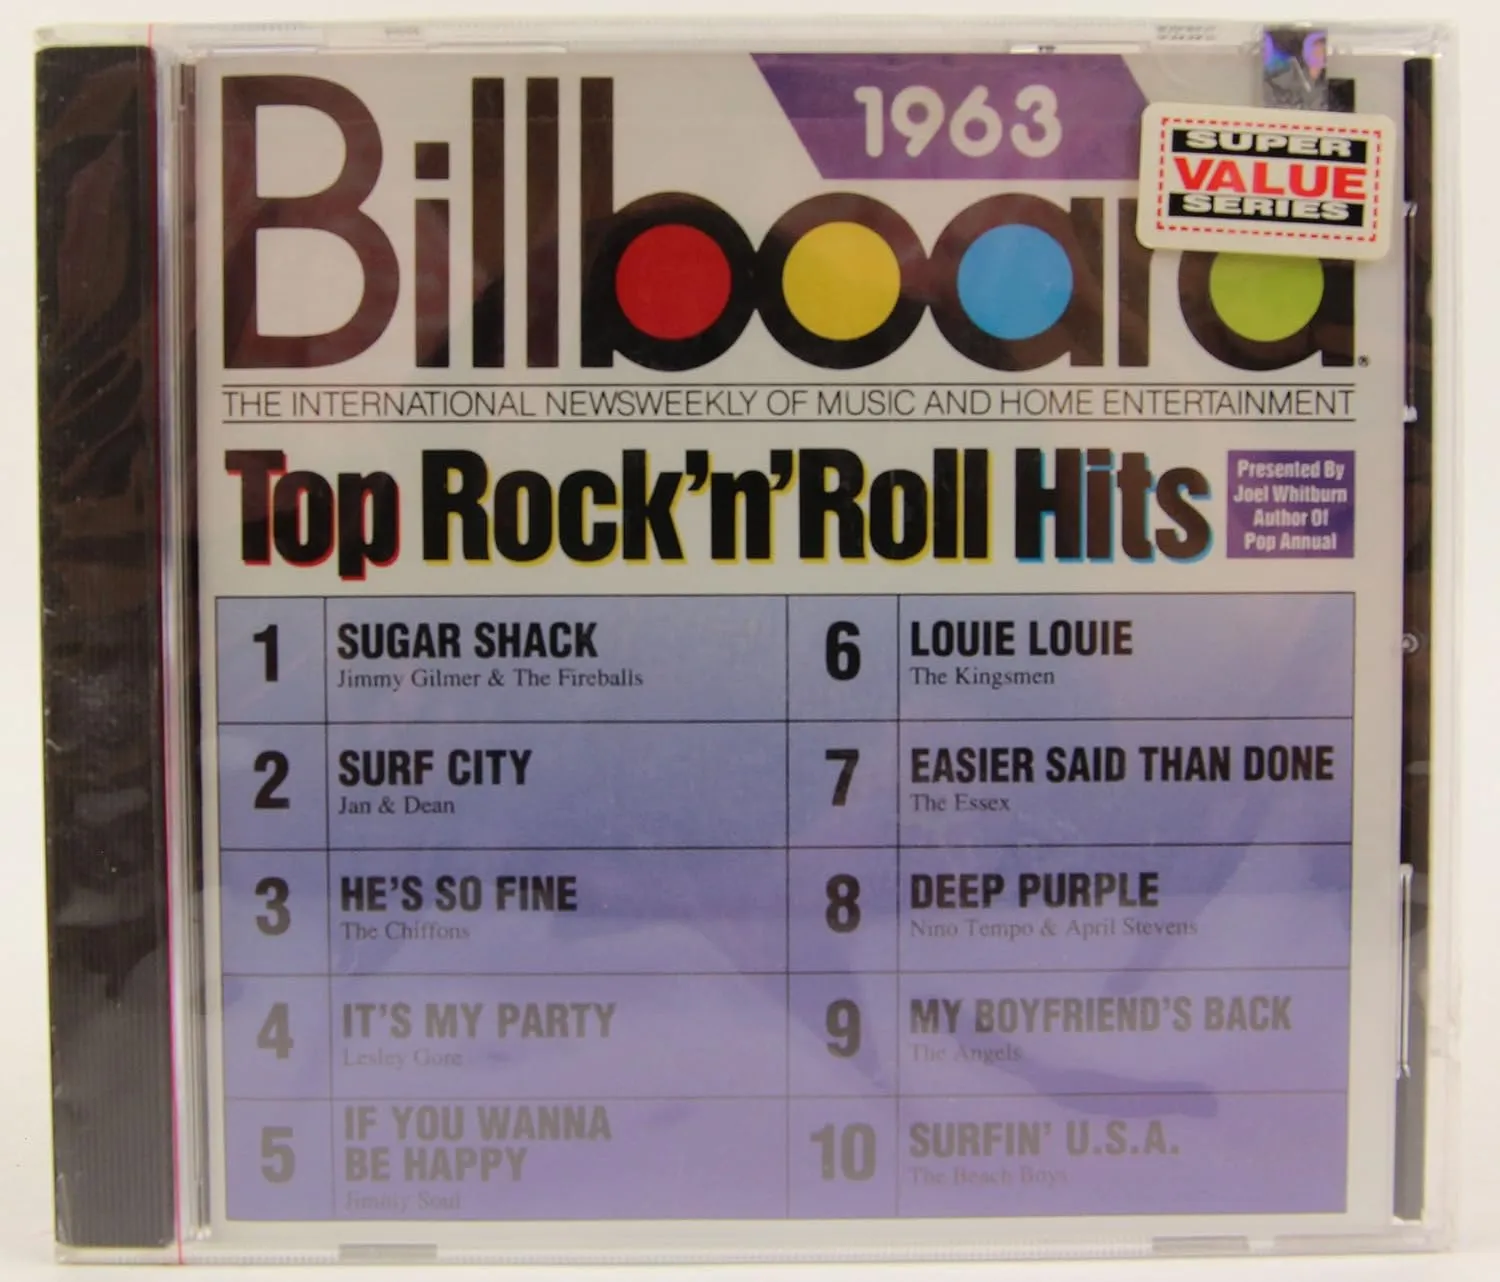 1963
Billboard
SUPER
VALUE
SERIES
®
THE INTERNATIONAL NEWSWEEKLY OF MUSIC AND HOME ENTERTAINMENT
Top Rock'n'Roll Hits
Presented By
Joel Whitburn
Author Of
Pop Annual
1 SUGAR SHACK
Jimmy Gilmer & The Fireballs
2 SURF CITY
Jan & Dean
3 HE'S SO FINE
The Chiffons
4 IT'S MY PARTY
Lesley Gore
5 IF YOU WANNA
BE HAPPY
Jimmy Soul
6 LOUIE LOUIE
The Kingsmen
7 EASIER SAID THAN DONE
The Essex
8 DEEP PURPLE
Nino Tempo & April Stevens
9 MY BOYFRIEND'S BACK
The Angels
10 SURFIN' U.S.A.
The Beach Boys